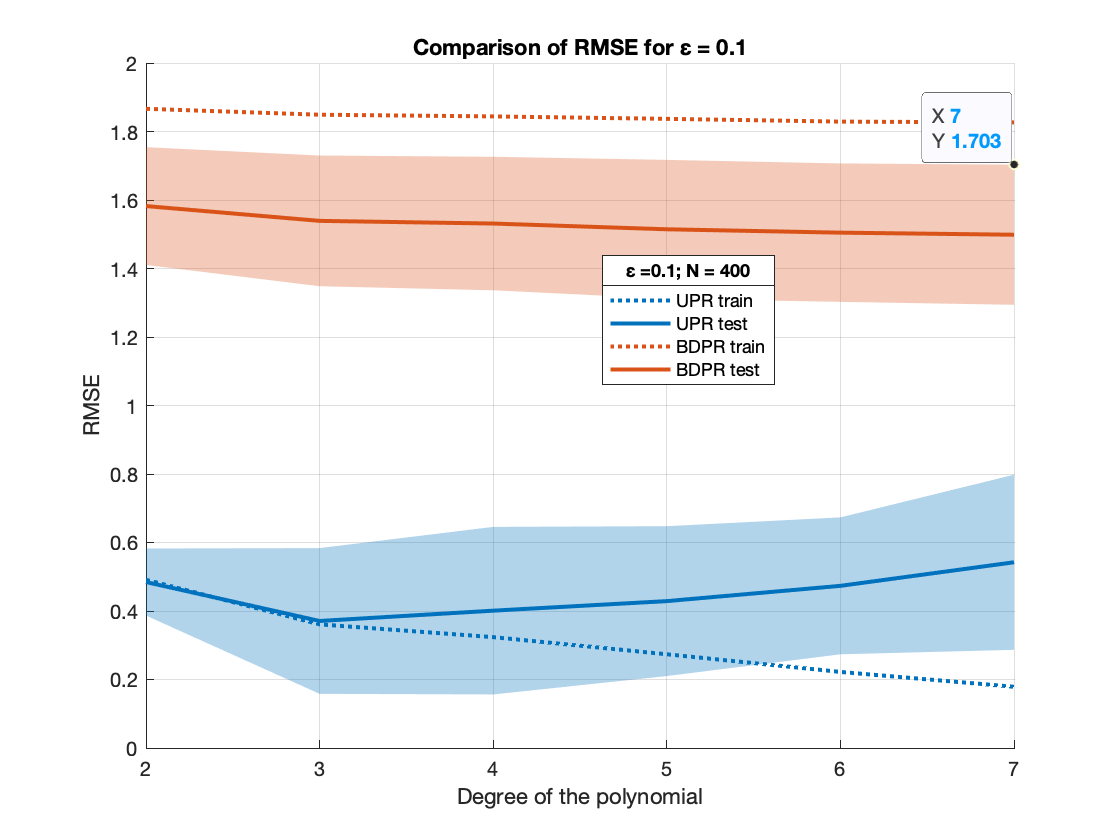 Comparison of RMSE for ε = 0.1
2
1.8
1.6
1.4
1.2
1
0.8
0.6
0.4
0.2
0
RMSE
X 7
Y 1.703
ε =0.1; N = 400
UPR train
UPR test
BDPR train
BDPR test
2 3 4 5 6 7
Degree of the polynomial